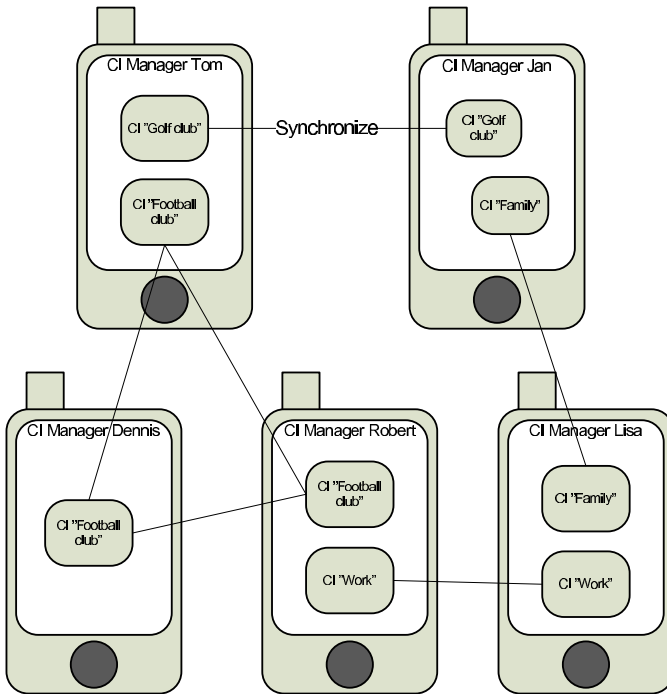 CI Manager Tom
CI "Golf club"
CI "Football
club"
Synchronize
CI Manager Jan
CI "Golf
club"
CI "Family"
CI Manager Dennis
CI "Football
club"
CI Manager Robert
CI "Football
club"
CI "Work"
CI Manager Lisa
CI "Family"
CI "Work"